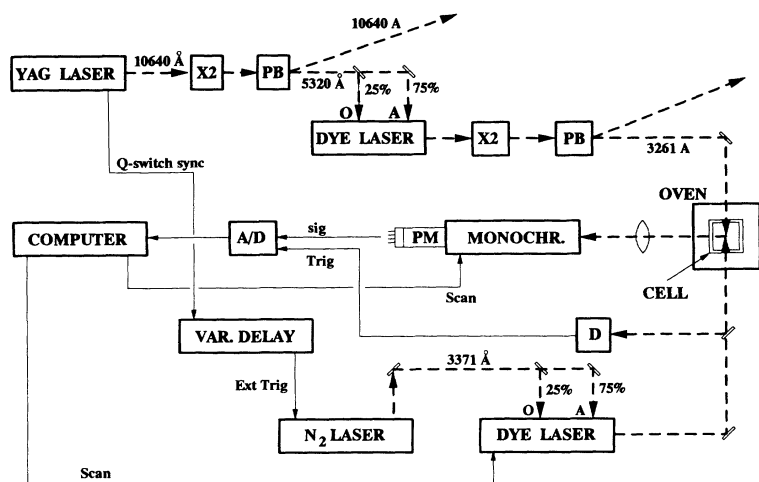 10640 A
YAG LASER
10640 Å
X2
PB
5320 Å
25%
75%
O
A
DYE LASER
X2
PB
3261 A
Q-switch sync
OVEN
COMPUTER
A/D
sig
PM
MONOCHR.
Trig
Scan
CELL
VAR. DELAY
D
Ext Trig
3371 Å
25%
75%
O
A
N2 LASER
DYE LASER
Scan